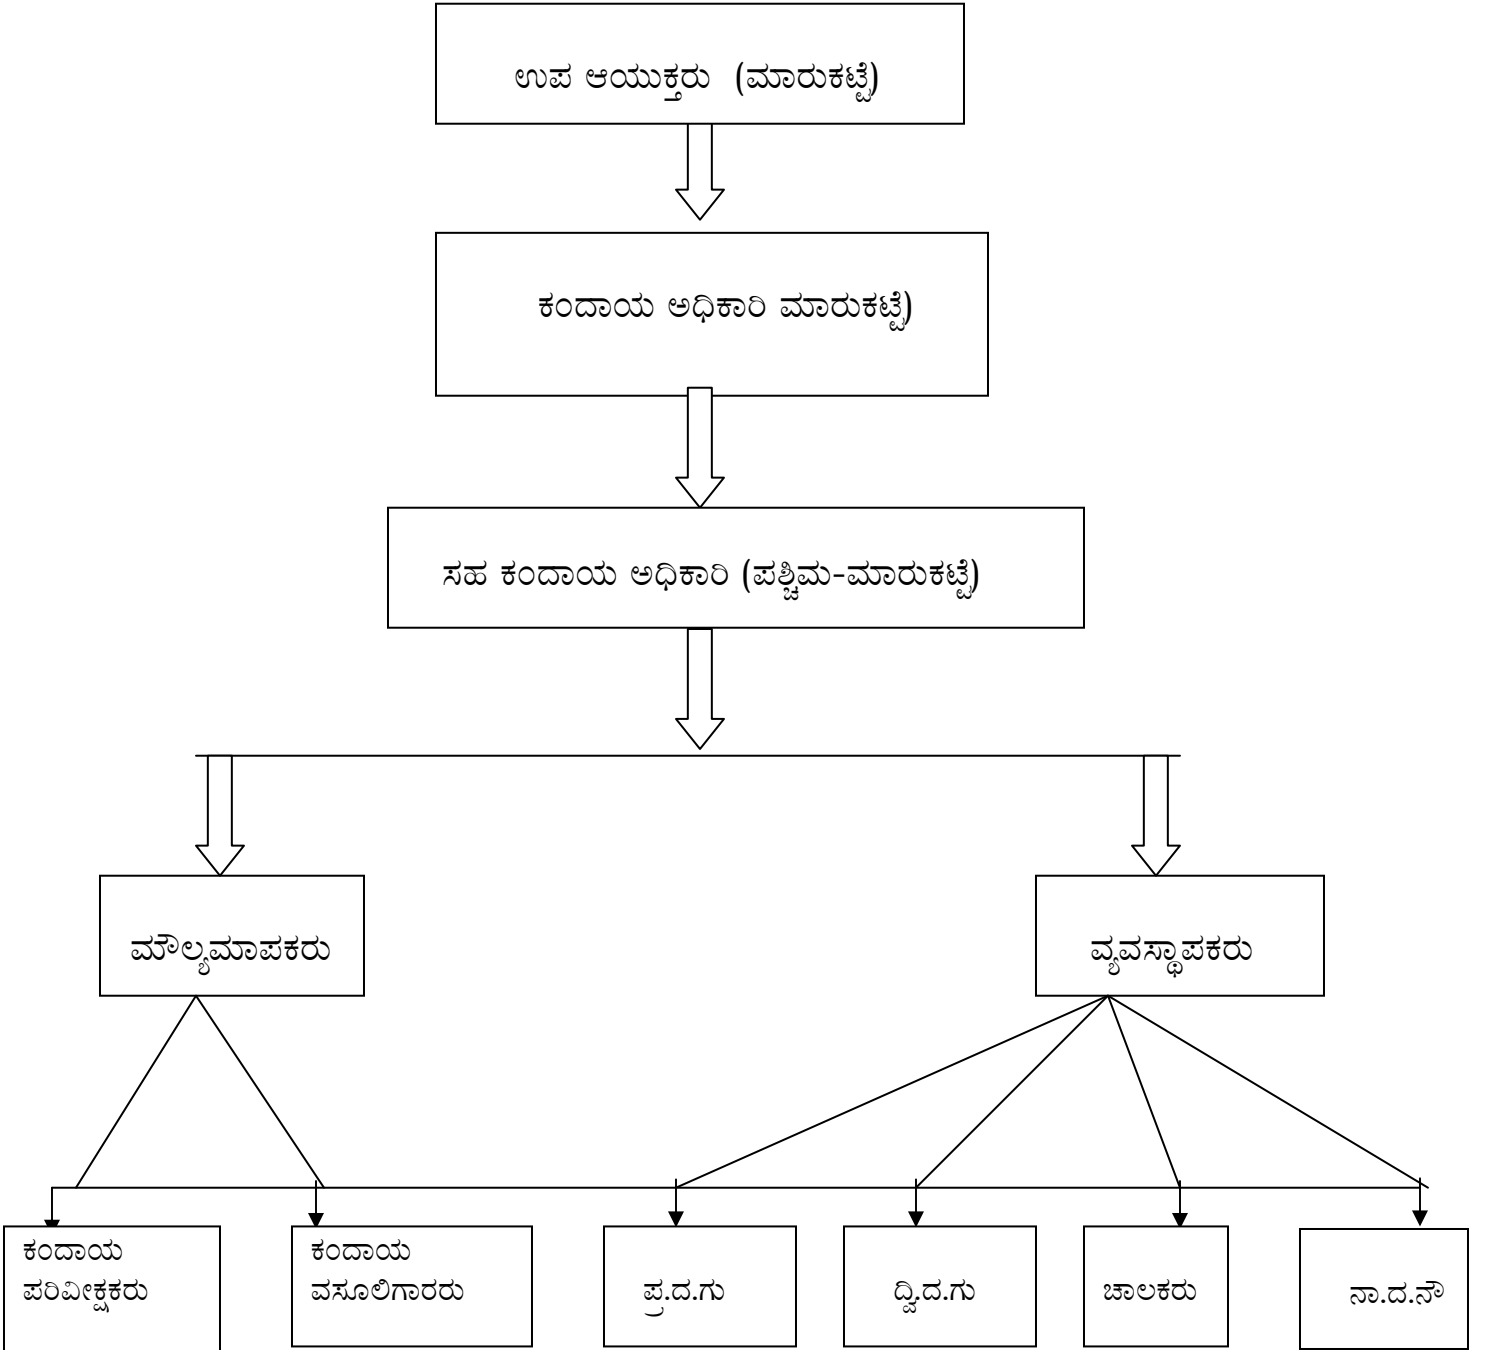 ಉಪ ಆಯುಕ್ತರು (ಮಾರುಕಟ್ಟೆ)
ಕಂದಾಯ ಅಧಿಕಾರಿ ಮಾರುಕಟ್ಟೆ)
ಸಹ ಕಂದಾಯ ಅಧಿಕಾರಿ (ಪಶ್ಚಿಮ-ಮಾರುಕಟ್ಟೆ)
ಮೌಲ್ಯಮಾಪಕರು
ವ್ಯವಸ್ಥಾಪಕರು
ಕಂದಾಯ
ಪರಿವೀಕ್ಷಕರು
ಕಂದಾಯ
ವಸೂಲಿಗಾರರು
ಪ್ರ.ದ.ಗು
ದ್ವಿ.ದ.ಗು
ಚಾಲಕರು
ನಾ.ದ.ನೌ